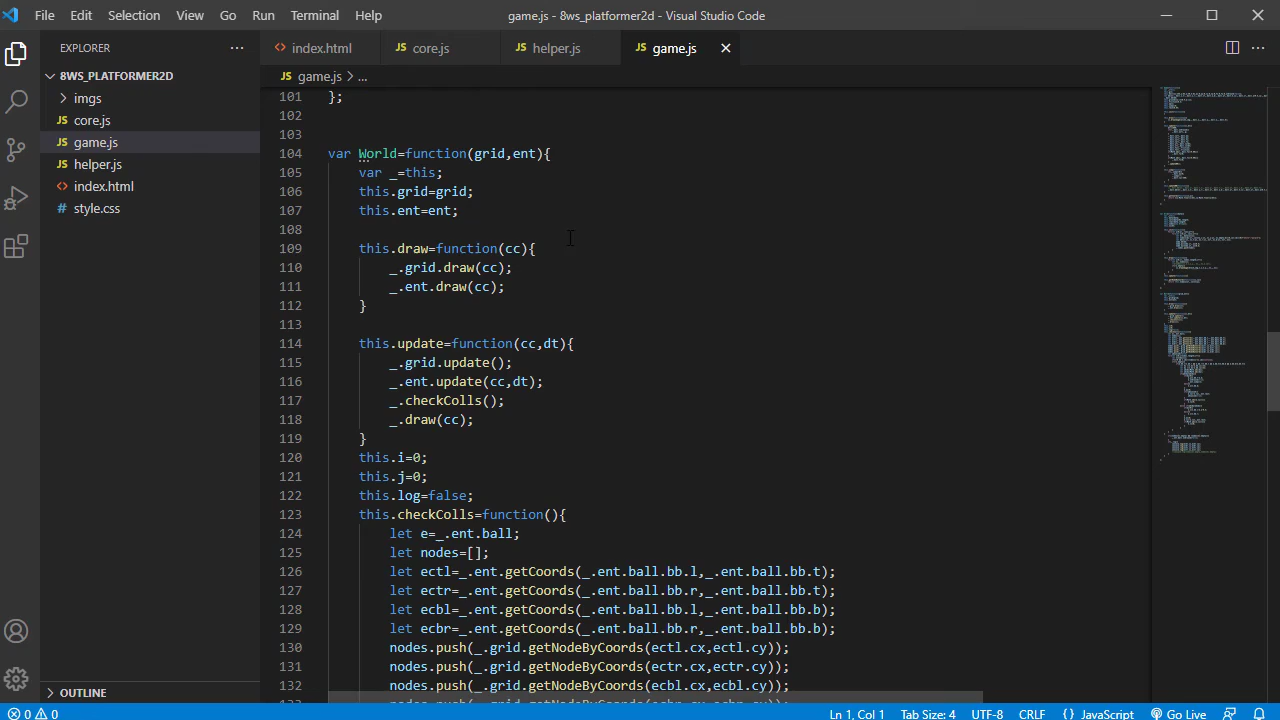 File Edit Selection View Go Run Terminal Help
game.js - 8ws_platformer2d - Visual Studio Code
EXPLORER
index.html
JS core.js
JS helper.js
JS game.js
8WS_PLATFORMER2D
JS game.js > ...
imgs
JS core.js
JS game.js
JS helper.js
index.html
style.css
101 };
102
103
104 var World=function(grid,ent){
105 var _=this;
106 this.grid=grid;
107 this.ent=ent;
108
109 this.draw=function(cc){
110 _.grid.draw(cc);
111 _.ent.draw(cc);
112 }
113
114 this.update=function(cc,dt){
115 _.grid.update();
116 _.ent.update(cc,dt);
117 _.checkColls();
118 _.draw(cc);
119 }
120 this.i=0;
121 this.j=0;
122 this.log=false;
123 this.checkColls=function(){
124 let e=_.ent.ball;
125 let nodes=[];
126 let ectl=_.ent.getCoords(_.ent.ball.bb.l,_.ent.ball.bb.t);
127 let ectr=_.ent.getCoords(_.ent.ball.bb.r,_.ent.ball.bb.t);
128 let ecbl=_.ent.getCoords(_.ent.ball.bb.l,_.ent.ball.bb.b);
129 let ecbr=_.ent.getCoords(_.ent.ball.bb.r,_.ent.ball.bb.b);
130 nodes.push(_.grid.getNodeByCoords(ectl.cx,ectl.cy));
131 nodes.push(_.grid.getNodeByCoords(ectr.cx,ectr.cy));
132 nodes.push(_.grid.getNodeByCoords(ecbl.cx,ecbl.cy));
OUTLINE
0 0
Ln 1, Col 1 Tab Size: 4 UTF-8 CRLF {} JavaScript Go Live